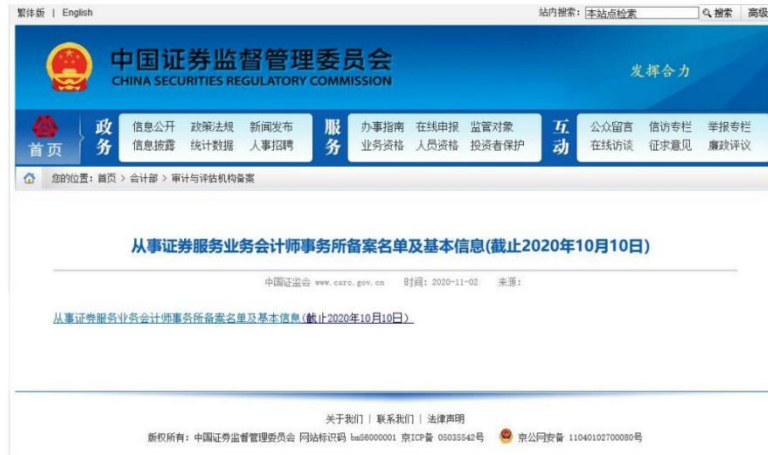 繁体版 | English 站内搜索: 本站点检索 搜索 高级
中国证券监督管理委员会
CHINA SECURITIES REGULATORY COMMISSION
发挥合力
首页
政务
信息公开 政策法规 新闻发布
信息披露 统计数据 人事招聘
服务
办事指南 在线申报 监管对象
业务资格 人员资格 投资者保护
互动
公众留言 信访专栏 举报专栏
在线访谈 征求意见 廉政评议
您的位置: 首页 > 会计部 > 审计与评估机构备案
从事证券服务业务会计师事务所备案名单及基本信息(截止2020年10月10日)
中国证监会 www.csrc.gov.cn 时间: 2020-11-02 来源:
从事证券服务业务会计师事务所备案名单及基本信息(截止2020年10月10日)
关于我们 | 联系我们 | 法律声明
版权所有: 中国证券监督管理委员会 网站标识码 bm56000001 京ICP备 05035542号 京公网安备 11040102700080号